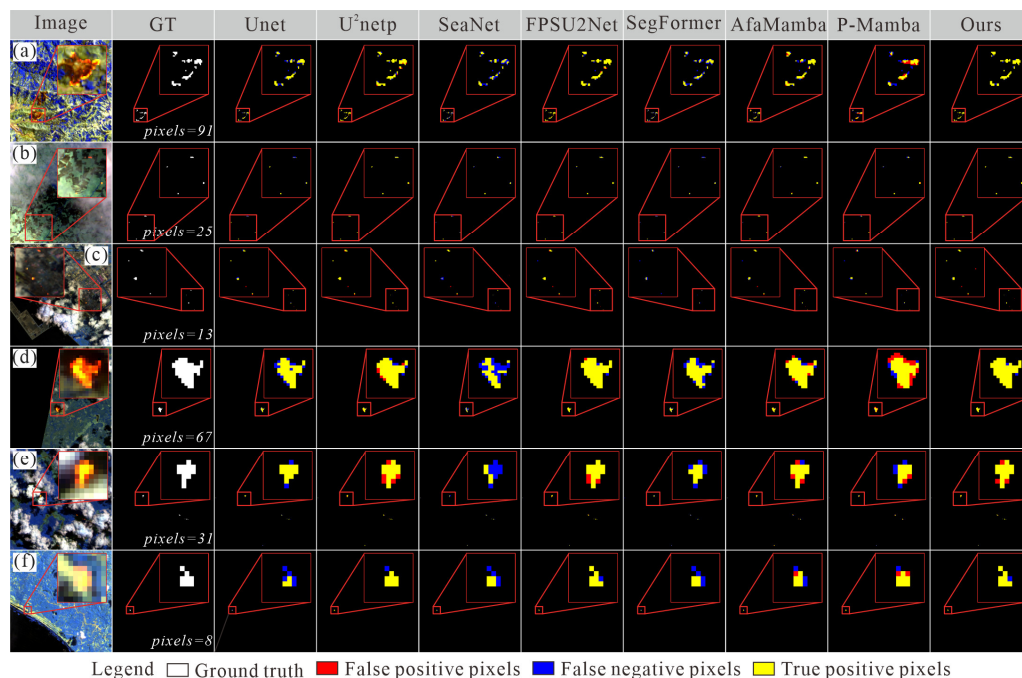 Image GT Unet U²netp SeaNet FPSU2Net SegFormer AfaMamba P-Mamba Ours
(a)
pixels=91
(b)
pixels=25
(c)
pixels=13
(d)
pixels=67
(e)
pixels=31
(f)
pixels=8
Legend Ground truth False positive pixels False negative pixels True positive pixels